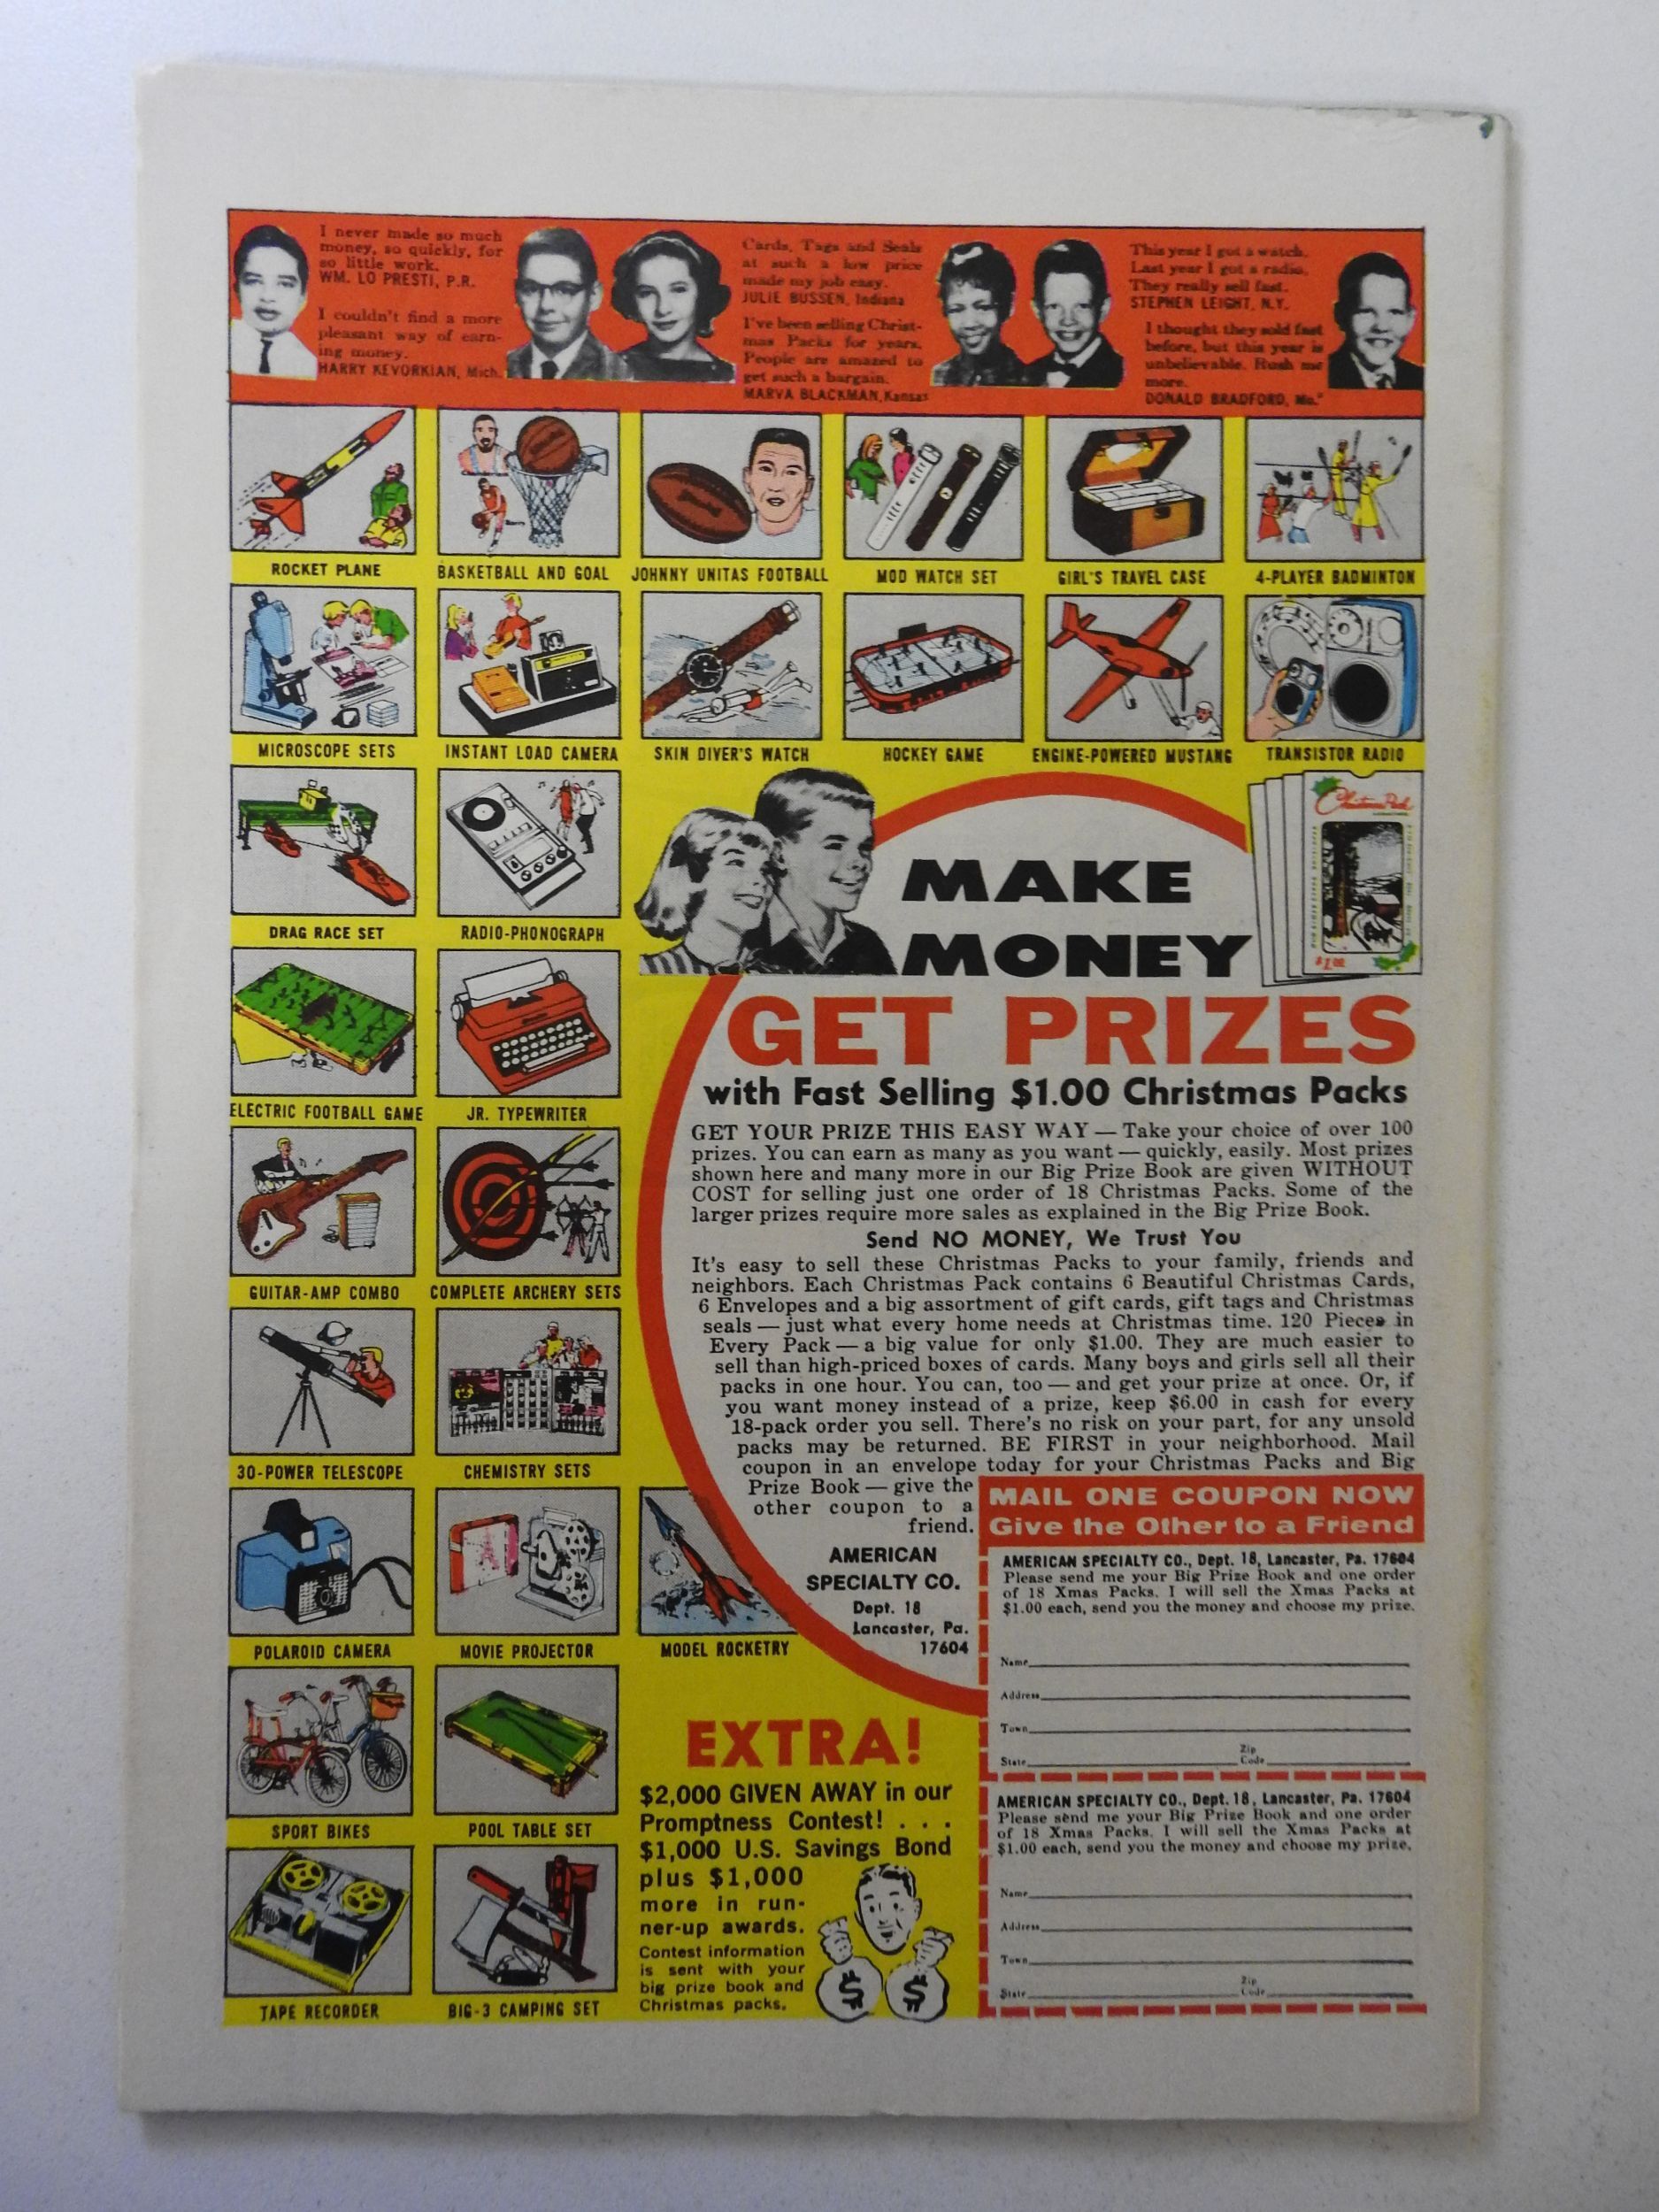 I never made so much
money, so quickly, for
so little work.
WM. LO PRESTI, P.R.
I couldn't find a more
pleasant way of earn-
ing money.
HARRY KEVORKIAN, Mich.
Cards, Tags and Seals
at such a low price
made my job easy.
JULIE BUSSEN, Indiana
I've been selling Christ-
mas Packs for years.
People are amazed to
get such a bargain.
MARVA BLACKMAN, Kansas
This year I got a watch.
Last year I got a radio.
They really sell fast.
STEPHEN LEIGHT, N.Y.
I thought they sold fast
before, but this year is
unbelievable. Rush me
more.
DONALD BRADFORD, Mo."
ROCKET PLANE
BASKETBALL AND GOAL
JOHNNY UNITAS FOOTBALL
MOD WATCH SET
GIRL'S TRAVEL CASE
4-PLAYER BADMINTON
MICROSCOPE SETS
INSTANT LOAD CAMERA
SKIN DIVER'S WATCH
HOCKEY GAME
ENGINE-POWERED MUSTANG
TRANSISTOR RADIO
DRAG RACE SET
RADIO-PHONOGRAPH
ELECTRIC FOOTBALL GAME
JR. TYPEWRITER
GUITAR-AMP COMBO
COMPLETE ARCHERY SETS
30-POWER TELESCOPE
CHEMISTRY SETS
POLAROID CAMERA
MOVIE PROJECTOR
MODEL ROCKETRY
SPORT BIKES
POOL TABLE SET
TAPE RECORDER
BIG-3 CAMPING SET
Christmas Pack
$1.00
MAKE
MONEY
GET PRIZES
with Fast Selling $1.00 Christmas Packs
GET YOUR PRIZE THIS EASY WAY — Take your choice of over 100
prizes. You can earn as many as you want — quickly, easily. Most prizes
shown here and many more in our Big Prize Book are given WITHOUT
COST for selling just one order of 18 Christmas Packs. Some of the
larger prizes require more sales as explained in the Big Prize Book.
Send NO MONEY, We Trust You
It's easy to sell these Christmas Packs to your family, friends and
neighbors. Each Christmas Pack contains 6 Beautiful Christmas Cards,
6 Envelopes and a big assortment of gift cards, gift tags and Christmas
seals — just what every home needs at Christmas time. 120 Pieces in
Every Pack — a big value for only $1.00. They are much easier to
sell than high-priced boxes of cards. Many boys and girls sell all their
packs in one hour. You can, too — and get your prize at once. Or, if
you want money instead of a prize, keep $6.00 in cash for every
18-pack order you sell. There's no risk on your part, for any unsold
packs may be returned. BE FIRST in your neighborhood. Mail
coupon in an envelope today for your Christmas Packs and Big
Prize Book — give the
other coupon to a
friend.
AMERICAN
SPECIALTY CO.
Dept. 18
Lancaster, Pa.
17604
MAIL ONE COUPON NOW
Give the Other to a Friend
AMERICAN SPECIALTY CO., Dept. 18, Lancaster, Pa. 17604
Please send me your Big Prize Book and one order
of 18 Xmas Packs. I will sell the Xmas Packs at
$1.00 each, send you the money and choose my prize.
Name
Address
Town
State Zip Code
AMERICAN SPECIALTY CO., Dept. 18, Lancaster, Pa. 17604
Please send me your Big Prize Book and one order
of 18 Xmas Packs. I will sell the Xmas Packs at
$1.00 each, send you the money and choose my prize.
Name
Address
Town
State Zip Code
EXTRA!
$2,000 GIVEN AWAY in our
Promptness Contest! . . .
$1,000 U.S. Savings Bond
plus $1,000
more in run-
ner-up awards.
Contest information
is sent with your
big prize book and
Christmas packs.
$ $